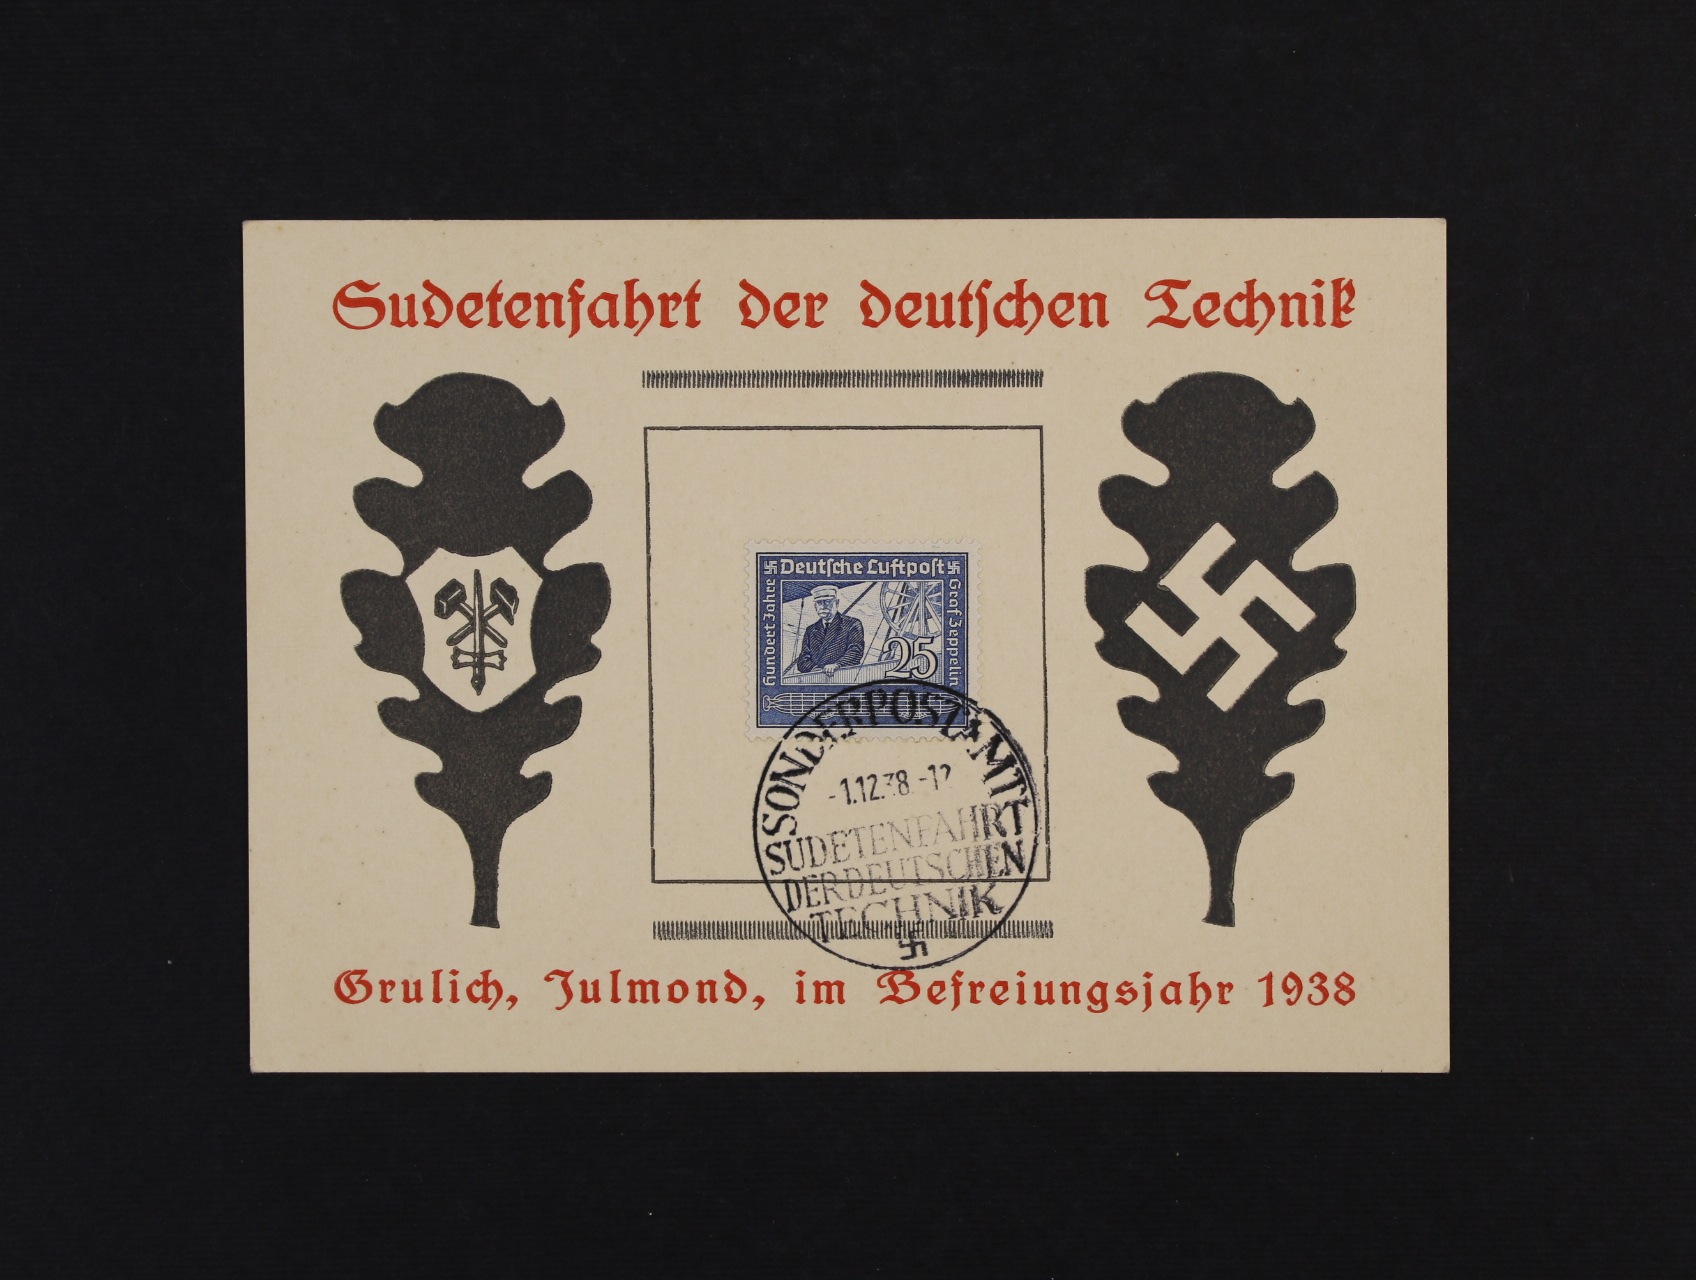 Sudetenfahrt der deutschen Technik
Deutsche Luftpost
Hundert Jahre
Graf Zeppelin
25
SONDERPOSTAMT
-1.12.38.-12
SUDETENFAHRT
DER DEUTSCHEN
TECHNIK
Grulich, Julmond, im Befreiungsjahr 1938